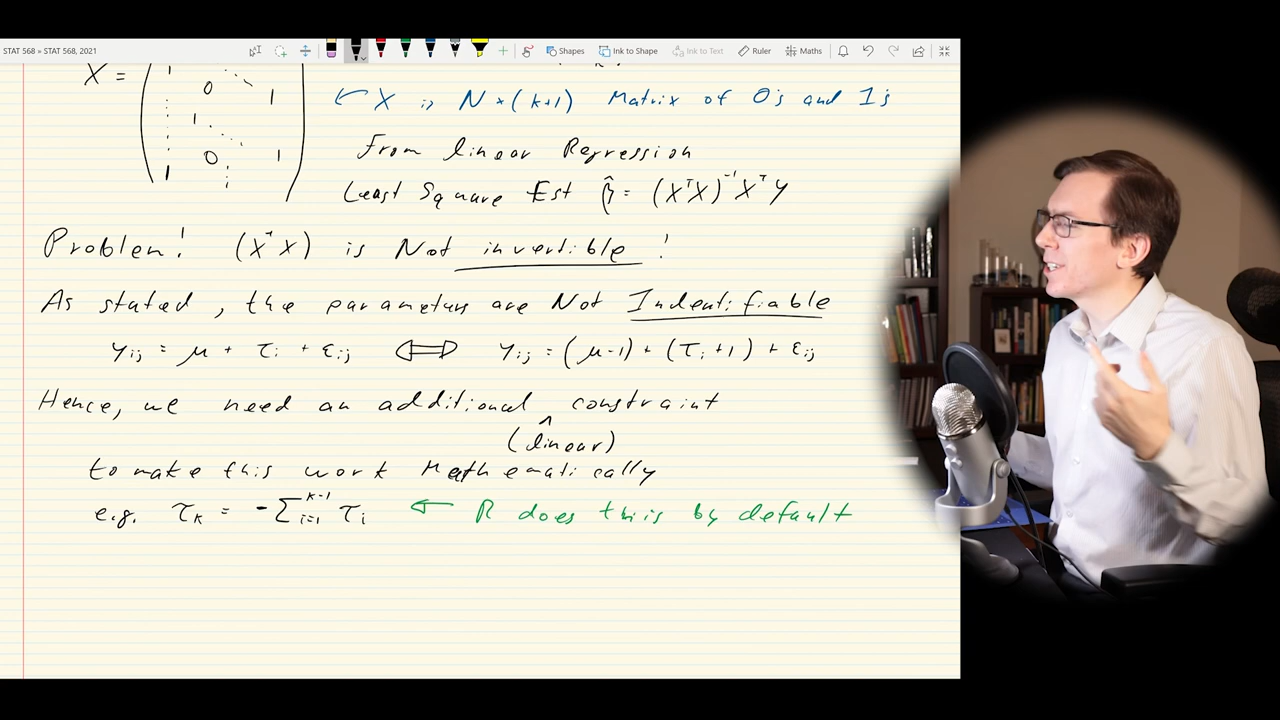 STAT 568 » STAT 568, 2021
Shapes
Ink to Shape
Ink to Text
Ruler
Maths
X =
1
0
1
1
0
1
1
← X is N × (k+1) Matrix of 0's and 1's
From linear Regression
Least Square Est β̂ = (XᵀX)⁻¹XᵀY
Problem! (XᵀX) is Not invertible!
As stated, the parameters are Not Indentifiable
yᵢⱼ = μ + τᵢ + εᵢⱼ ⟺ yᵢⱼ = (μ-1) + (τᵢ+1) + εᵢⱼ
Hence, we need an additional constraint
^
(linear)
to make this work Mathematically
e.g. τₖ = -∑ᵢ₌₁ᵏ⁻¹ τᵢ ← R does this by default